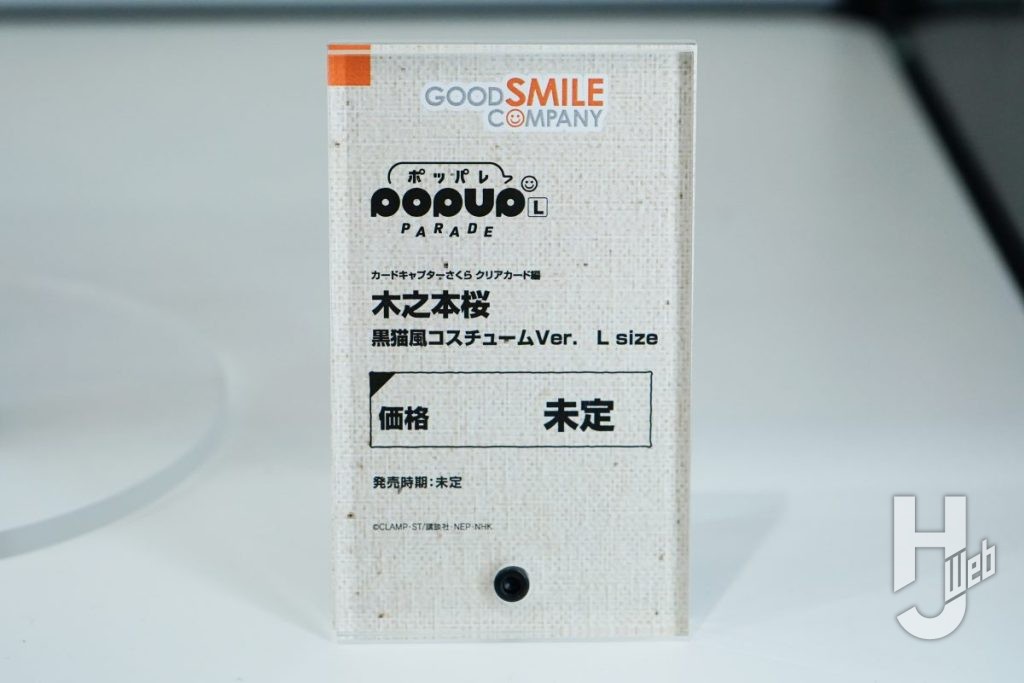 GOOD SMILE
COMPANY
ポッパレ
POPUP L
PARADE
カードキャプターさくら クリアカード編
木之本桜
黒猫風コスチュームVer. L size
価格 未定
発売時期：未定
©CLAMP・ST/講談社・NEP・NHK
HJ Web